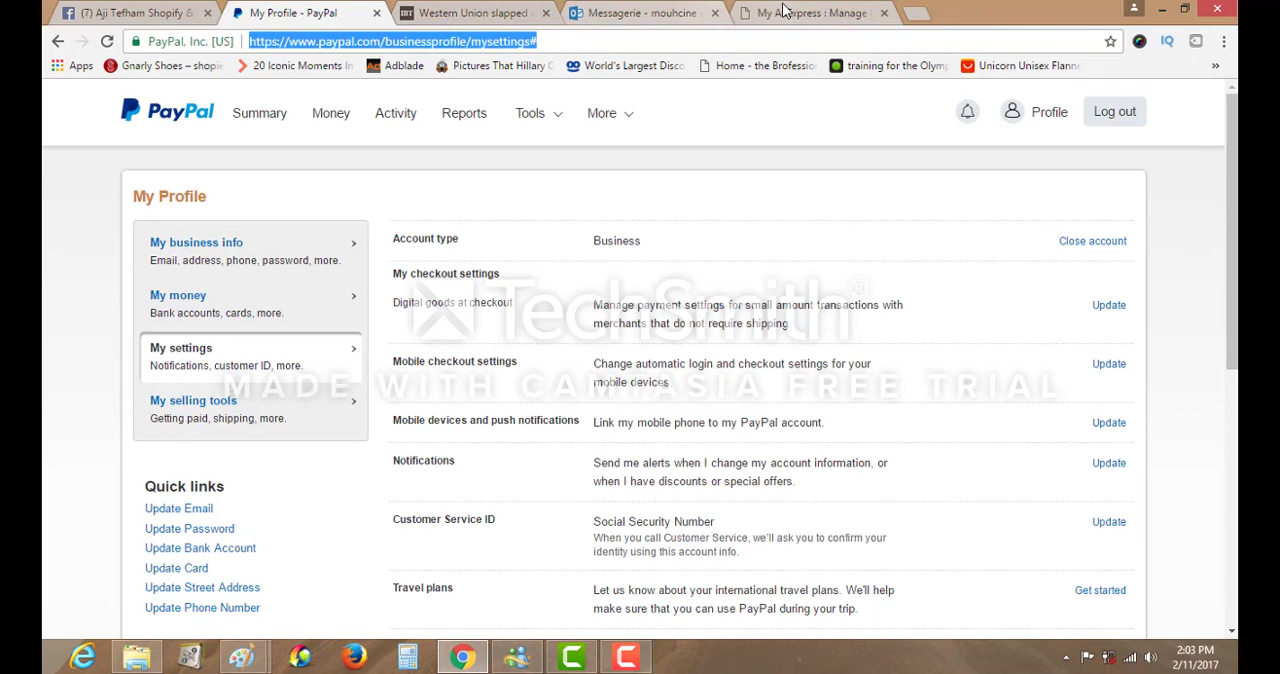 (7) Aji Tefham Shopify &
My Profile - PayPal
Western Union slapped
Messagerie - mouhcine
My A express : Manage
PayPal, Inc. [US]
https://www.paypal.com/businessprofile/mysettings#
Apps
Gnarly Shoes – shopie
20 Iconic Moments In
Adblade
Pictures That Hillary C
World's Largest Disco
Home - the Brofession
training for the Olymp
Unicorn Unisex Flanne
»
PayPal
Summary
Money
Activity
Reports
Tools
More
Profile
Log out
My Profile
My business info
Email, address, phone, password, more.
My money
Bank accounts, cards, more.
My settings
Notifications, customer ID, more.
My selling tools
Getting paid, shipping, more.
Quick links
Update Email
Update Password
Update Bank Account
Update Card
Update Street Address
Update Phone Number
Account type
Business
Close account
My checkout settings
Digital goods at checkout
Manage payment settings for small amount transactions with
merchants that do not require shipping.
Update
Mobile checkout settings
Change automatic login and checkout settings for your
mobile devices
Update
Mobile devices and push notifications
Link my mobile phone to my PayPal account.
Update
Notifications
Send me alerts when I change my account information, or
when I have discounts or special offers.
Update
Customer Service ID
Social Security Number
When you call Customer Service, we'll ask you to confirm your
identity using this account info.
Update
Travel plans
Let us know about your international travel plans. We'll help
make sure that you can use PayPal during your trip.
Get started
TechSmith®
MADE WITH CAMTASIA FREE TRIAL
2:03 PM
2/11/2017